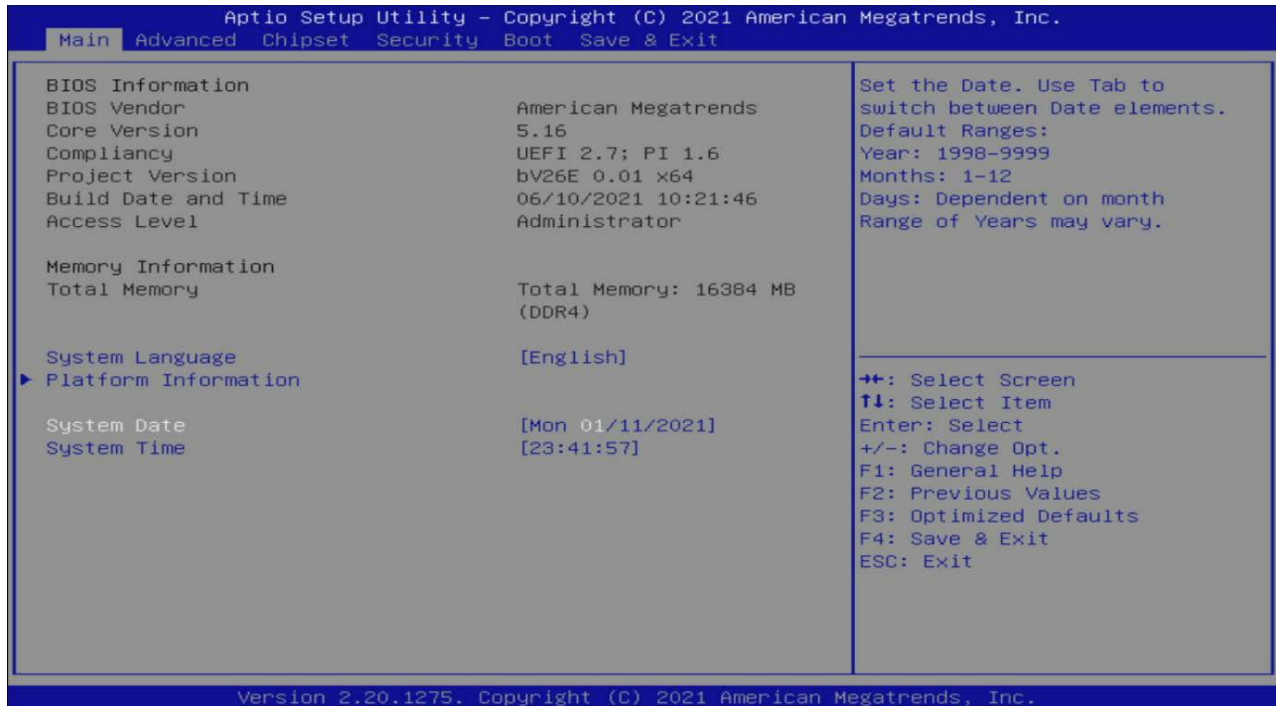 Aptio Setup Utility – Copyright (C) 2021 American Megatrends, Inc.
Main Advanced Chipset Security Boot Save & Exit
BIOS Information
BIOS Vendor American Megatrends
Core Version 5.16
Compliancy UEFI 2.7; PI 1.6
Project Version bV26E 0.01 x64
Build Date and Time 06/10/2021 10:21:46
Access Level Administrator
Memory Information
Total Memory Total Memory: 16384 MB
(DDR4)
System Language [English]
▶ Platform Information
System Date [Mon 01/11/2021]
System Time [23:41:57]
Set the Date. Use Tab to
switch between Date elements.
Default Ranges:
Year: 1998-9999
Months: 1-12
Days: Dependent on month
Range of Years may vary.
→←: Select Screen
↑↓: Select Item
Enter: Select
+/-: Change Opt.
F1: General Help
F2: Previous Values
F3: Optimized Defaults
F4: Save & Exit
ESC: Exit
Version 2.20.1275. Copyright (C) 2021 American Megatrends, Inc.